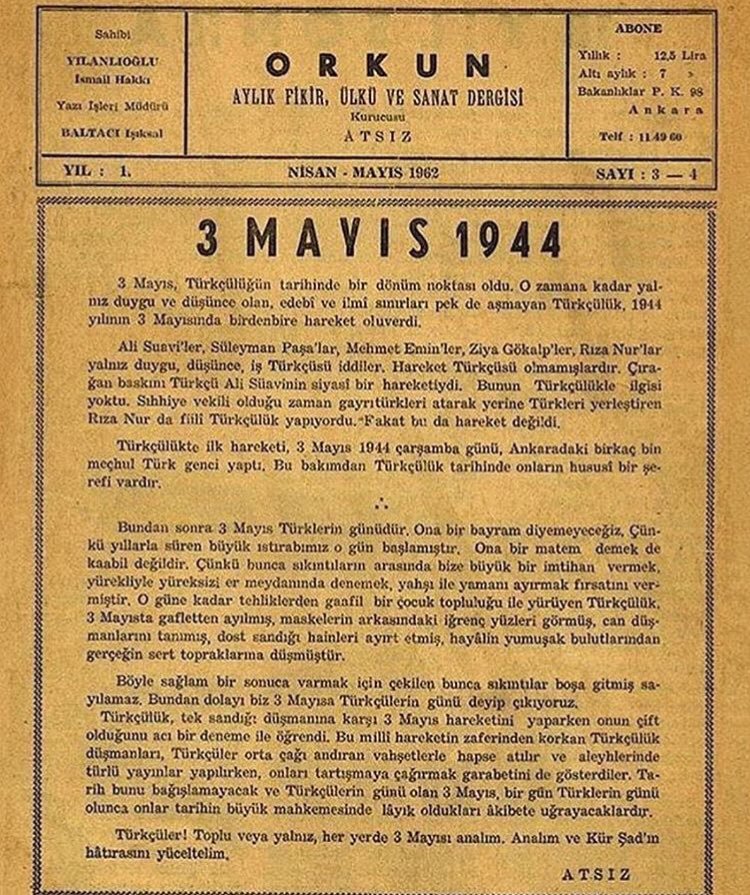 Sahibi
YILANLIOĞLU
İsmail Hakkı
Yazı İşleri Müdürü
BALTACI Işıksal
ORKUN
AYLIK FİKİR, ÜLKÜ VE SANAT DERGİSİ
Kurucusu
ATSIZ
ABONE
Yıllık : 12,5 Lira
Altı aylık : 7 »
Bakanlıklar P. K. 98
Ankara
Telf : 11 49 60
YIL : 1. NİSAN - MAYIS 1962 SAYI : 3 — 4
3 MAYIS 1944
3 Mayıs, Türkçülüğün tarihinde bir dönüm noktası oldu. O zamana kadar yal-
nız duygu ve düşünce olan, edebî ve ilmî sınırları pek de aşmayan Türkçülük, 1944
yılının 3 Mayısında birdenbire hareket oluverdi.
Ali Suavi'ler, Süleyman Paşa'lar, Mehmet Emin'ler, Ziya Gökalp'ler, Rıza Nur'lar
yalnız duygu, düşünce, iş Türkçüsü iddiler. Hareket Türkçüsü olmamışlardır. Çıra-
ğan baskını Türkçü Ali Süavinin siyasî bir hareketiydi. Bunun Türkçülükle ilgisi
yoktu. Sıhhiye vekili olduğu zaman gayrıtürkleri atarak yerine Türkleri yerleştiren
Rıza Nur da fiilî Türkçülük yapıyordu. Fakat bu da hareket değildi.
Türkçülükte ilk hareketi, 3 Mayıs 1944 çarşamba günü, Ankaradaki birkaç bin
meçhul Türk genci yaptı. Bu bakımdan Türkçülük tarihinde onların hususî bir şe-
refi vardır.
Bundan sonra 3 Mayıs Türklerin günüdür. Ona bir bayram diyemeyeceğiz. Çün-
kü yıllarla süren büyük ıstırabımız o gün başlamıştır. Ona bir matem demek de
kaabil değildir. Çünkü bunca sıkıntıların arasında bize büyük bir imtihan vermek,
yürekliyle yüreksizi er meydanında denemek, yahşı ile yamanı ayırmak fırsatını ver-
miştir. O güne kadar tehliklerden gaafil bir çocuk topluluğu ile yürüyen Türkçülük,
3 Mayısta gafletten ayılmış, maskelerin arkasındaki iğrenç yüzleri görmüş, can düş-
manlarını tanımış, dost sandığı hainleri ayırt etmiş, hayâlin yumuşak bulutlarından
gerçeğin sert topraklarına düşmüştür.
Böyle sağlam bir sonuca varmak için çekilen bunca sıkıntılar boşa gitmiş sa-
yılamaz. Bundan dolayı biz 3 Mayısa Türkçülerin günü deyip çıkıyoruz.
Türkçülük, tek sandığı düşmanına karşı 3 Mayıs hareketini yaparken onun çift
olduğunu acı bir deneme ile öğrendi. Bu millî hareketin zaferinden korkan Türkçülük
düşmanları, Türkçüler orta çağı andıran vahşetlerle hapse atılır ve aleyhlerinde
türlü yayınlar yapılırken, onları tartışmaya çağırmak garabetini de gösterdiler. Ta-
rih bunu bağışlamayacak ve Türkçülerin günü olan 3 Mayıs, bir gün Türklerin günü
olunca onlar tarihin büyük mahkemesinde lâyık oldukları âkibete uğrayacaklardır.
Türkçüler! Toplu veya yalnız, her yerde 3 Mayısı analım. Analım ve Kür Şad'ın
hâtırasını yüceltelim.
ATSIZ